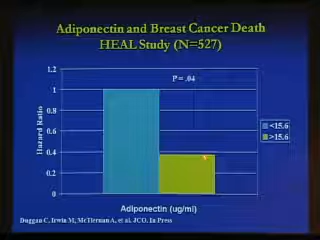 Adiponectin and Breast Cancer Death
HEAL Study (N=527)
P = .04
1.2
1
0.8
0.6
0.4
0.2
0
Hazard Ratio
<15.6
>15.6
Adiponectin (ug/ml)
Duggan C, Irwin M, McTiernan A, et al. JCO. In Press